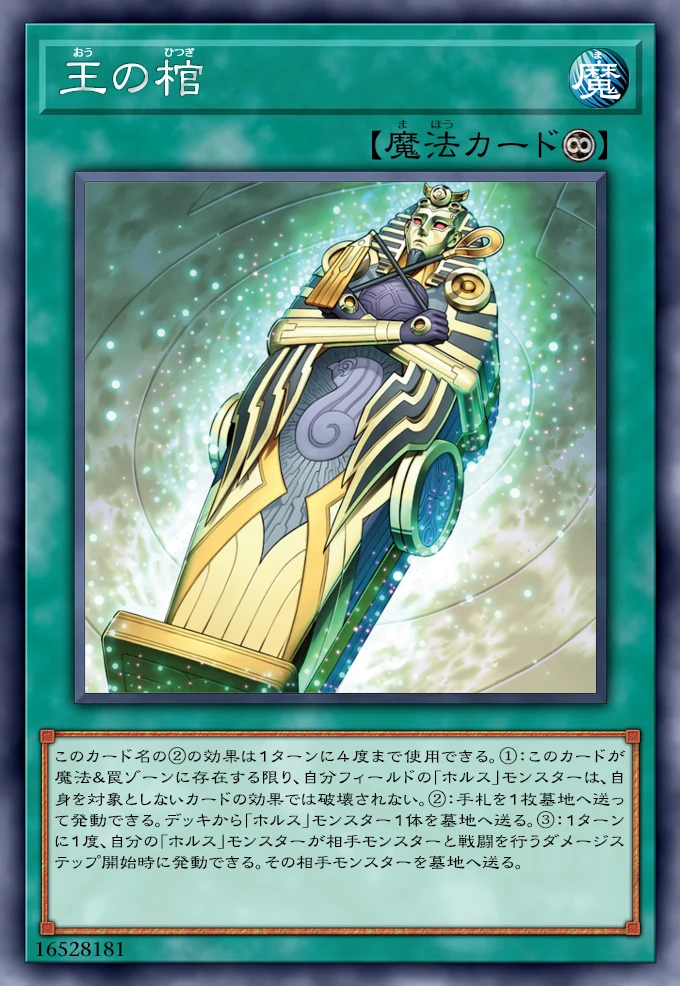 王の棺
おう ひつぎ
魔
ま
【魔法カード】
ま ほう
このカード名の②の効果は1ターンに4度まで使用できる。①:このカードが
魔法&罠ゾーンに存在する限り、自分フィールドの「ホルス」モンスターは、自
身を対象としないカードの効果では破壊されない。②:手札を1枚墓地へ送っ
て発動できる。デッキから「ホルス」モンスター1体を墓地へ送る。③:1ターン
に1度、自分の「ホルス」モンスターが相手モンスターと戦闘を行うダメージス
テップ開始時に発動できる。その相手モンスターを墓地へ送る。
16528181